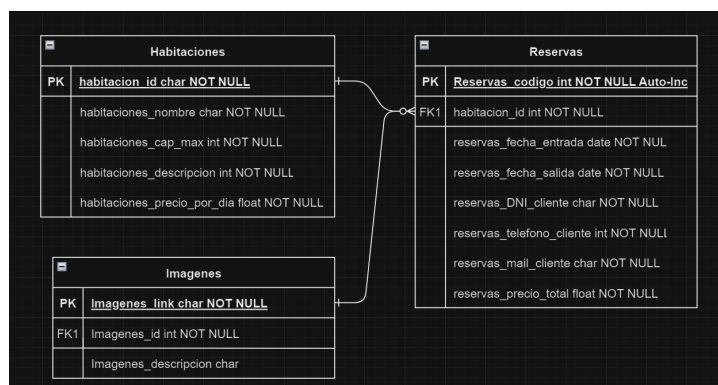 Habitaciones
PK habitacion_id char NOT NULL
habitaciones_nombre char NOT NULL
habitaciones_cap_max int NOT NULL
habitaciones_descripcion int NOT NULL
habitaciones_precio_por_dia float NOT NULL
Reservas
PK Reservas_codigo int NOT NULL Auto-Inc
FK1 habitacion_id int NOT NULL
reservas_fecha_entrada date NOT NUL
reservas_fecha_salida date NOT NULL
reservas_DNI_cliente char NOT NULL
reservas_telefono_cliente int NOT NULL
reservas_mail_cliente char NOT NULL
reservas_precio_total float NOT NULL
Imagenes
PK Imagenes_link char NOT NULL
FK1 Imagenes_id int NOT NULL
Imagenes_descripcion char